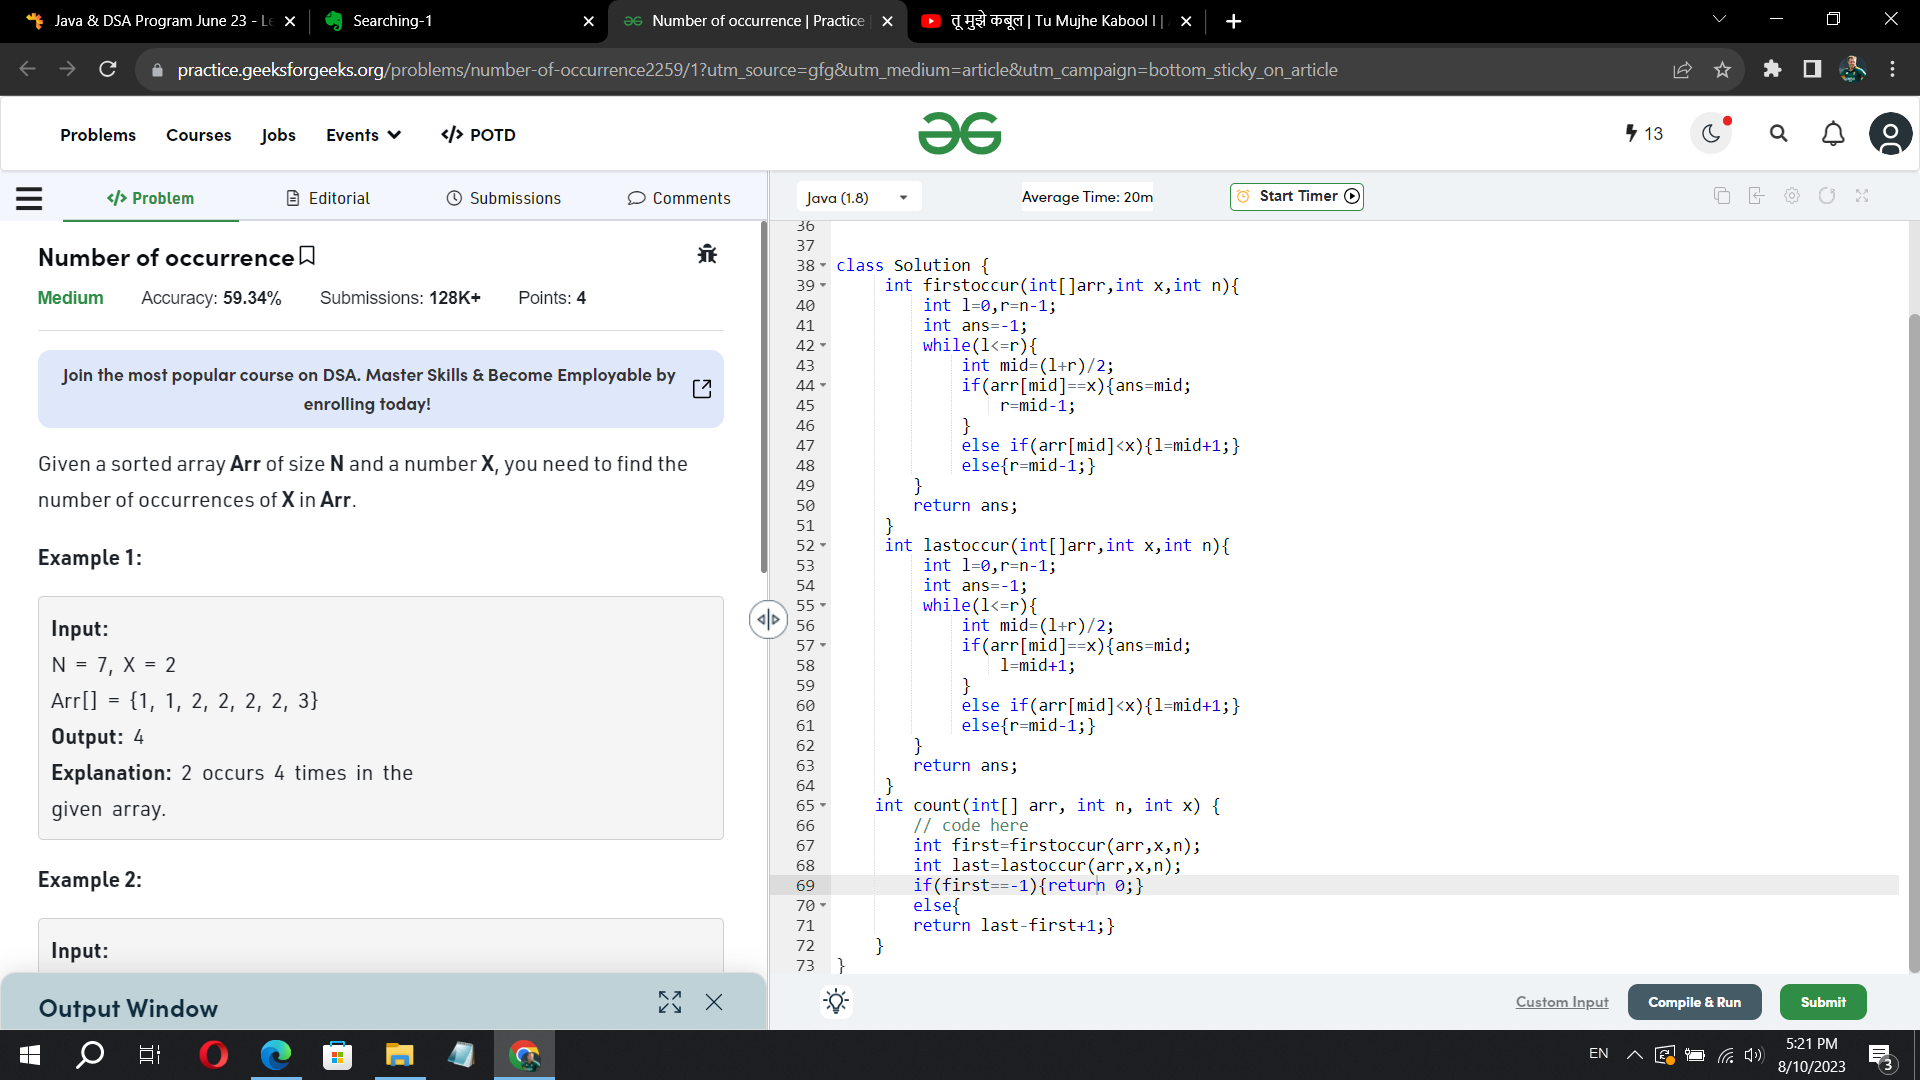 Java & DSA Program June 23 - Le
Searching-1
Number of occurrence | Practice
तू मुझे कबूल | Tu Mujhe Kabool I |
practice.geeksforgeeks.org/problems/number-of-occurrence2259/1?utm_source=gfg&utm_medium=article&utm_campaign=bottom_sticky_on_article
Problems Courses Jobs Events </> POTD
13
</> Problem Editorial Submissions Comments
Java (1.8) Average Time: 20m Start Timer
Number of occurrence
Medium Accuracy: 59.34% Submissions: 128K+ Points: 4
Join the most popular course on DSA. Master Skills & Become Employable by
enrolling today!
Given a sorted array Arr of size N and a number X, you need to find the
number of occurrences of X in Arr.
Example 1:
Input:
N = 7, X = 2
Arr[] = {1, 1, 2, 2, 2, 2, 3}
Output: 4
Explanation: 2 occurs 4 times in the
given array.
Example 2:
Input:
Output Window
36
37
38 class Solution {
39 int firstoccur(int[]arr,int x,int n){
40 int l=0,r=n-1;
41 int ans=-1;
42 while(l<=r){
43 int mid=(l+r)/2;
44 if(arr[mid]==x){ans=mid;
45 r=mid-1;
46 }
47 else if(arr[mid]<x){l=mid+1;}
48 else{r=mid-1;}
49 }
50 return ans;
51 }
52 int lastoccur(int[]arr,int x,int n){
53 int l=0,r=n-1;
54 int ans=-1;
55 while(l<=r){
56 int mid=(l+r)/2;
57 if(arr[mid]==x){ans=mid;
58 l=mid+1;
59 }
60 else if(arr[mid]<x){l=mid+1;}
61 else{r=mid-1;}
62 }
63 return ans;
64 }
65 int count(int[] arr, int n, int x) {
66 // code here
67 int first=firstoccur(arr,x,n);
68 int last=lastoccur(arr,x,n);
69 if(first==-1){return 0;}
70 else{
71 return last-first+1;}
72 }
73 }
Custom Input Compile & Run Submit
EN
5:21 PM
8/10/2023
3